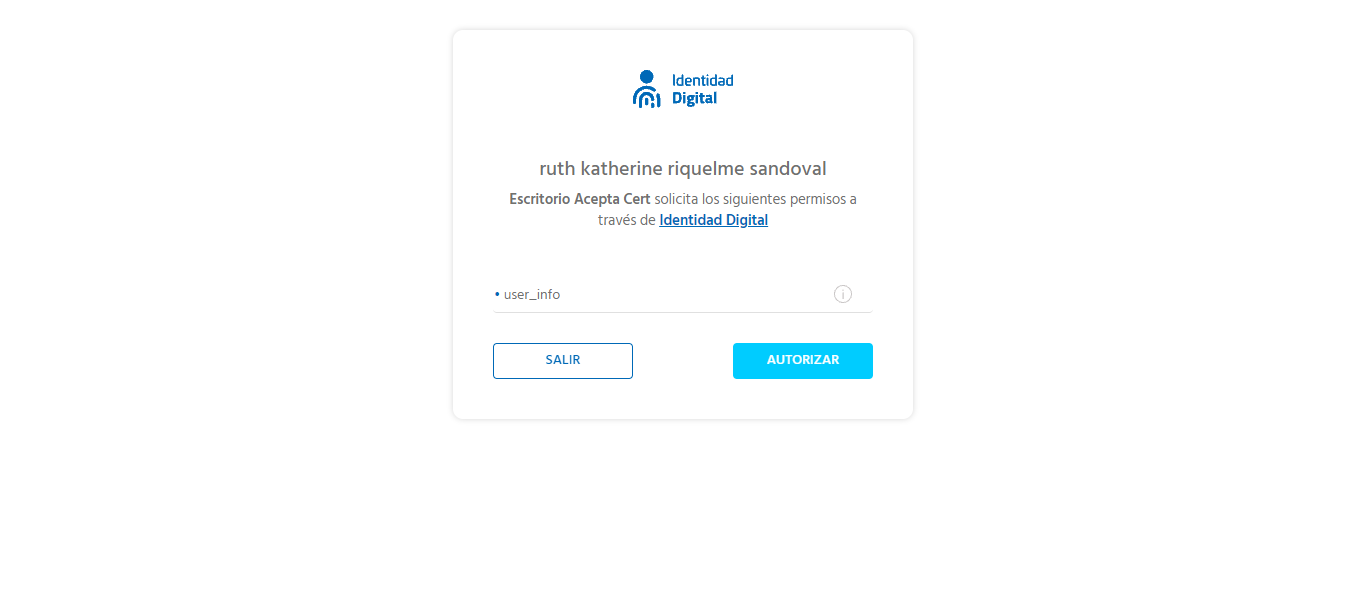 Identidad
Digital
ruth katherine riquelme sandoval
Escritorio Acepta Cert solicita los siguientes permisos a
través de Identidad Digital
• user_info
SALIR
AUTORIZAR